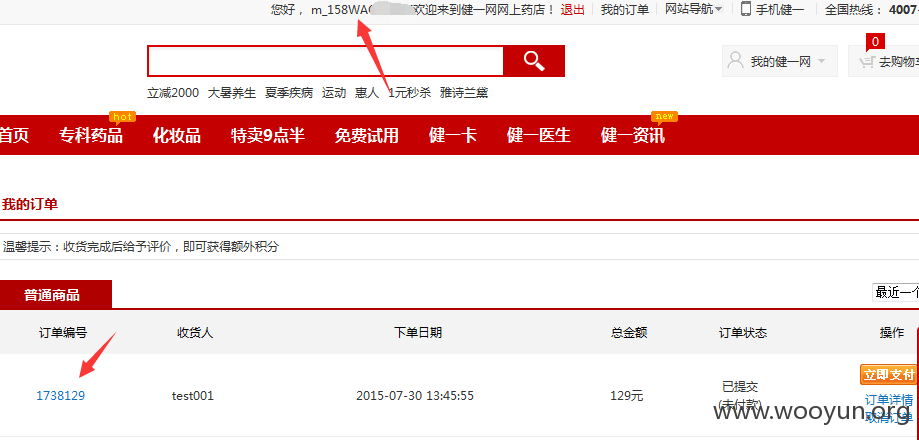 您好， m_158WA 欢迎来到健一网网上药店！ 退出 我的订单 网站导航 手机健一 全国热线： 4007-
0
我的健一网 去购物车
立减2000 大暑养生 夏季疾病 运动 惠人 1元秒杀 雅诗兰黛
hot new
首页 专科药品 化妆品 特卖9点半 免费试用 健一卡 健一医生 健一资讯
我的订单
温馨提示：收货完成后给予评价，即可获得额外积分
普通商品 最近一个
订单编号 收货人 下单日期 总金额 订单状态 操作
立即支付
1738129 test001 2015-07-30 13:45:55 129元 已提交
(未付款) 订单详情
取消订单
www.wooyun.org